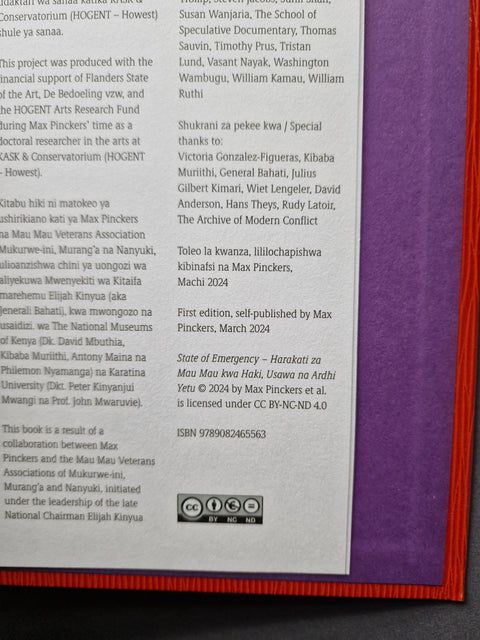 Conservatorium (HOGENT – Howest)
shule ya sanaa.
This project was produced with the
financial support of Flanders State
of the Art, De Bedoeling vzw, and
the HOGENT Arts Research Fund
during Max Pinckers' time as a
doctoral researcher in the arts at
KASK & Conservatorium (HOGENT
- Howest).
Kitabu hiki ni matokeo ya
ushirikiano kati ya Max Pinckers
na Mau Mau Veterans Association
Mukurwe-ini, Murang'a na Nanyuki,
ulioanzishwa chini ya uongozi wa
aliyekuwa Mwenyekiti wa Kitaifa
marehemu Elijah Kinyua (aka
Jenerali Bahati), kwa mwongozo na
usaidizi wa The National Museums
of Kenya (Dk. David Mbuthia,
Kibaba Muriithi, Antony Maina na
Philemon Nyamanga) na Karatina
University (Dkt. Peter Kinyanjui
Mwangi na Prof. John Mwaruvie).
This book is a result of a
collaboration between Max
Pinckers and the Mau Mau Veterans
Associations of Mukurwe-ini,
Murang'a and Nanyuki, initiated
under the leadership of the late
National Chairman Elijah Kinyua
Susan Wanjaria, The School of
Speculative Documentary, Thomas
Sauvin, Timothy Prus, Tristan
Lund, Vasant Nayak, Washington
Wambugu, William Kamau, William
Ruthi
Shukrani za pekee kwa / Special
thanks to:
Victoria Gonzalez-Figueras, Kibaba
Muriithi, General Bahati, Julius
Gilbert Kimari, Wiet Lengeler, David
Anderson, Hans Theys, Rudy Latoir,
The Archive of Modern Conflict
Toleo la kwanza, lililochapishwa
kibinafsi na Max Pinckers,
Machi 2024
First edition, self-published by Max
Pinckers, March 2024
State of Emergency – Harakati za
Mau Mau kwa Haki, Usawa na Ardhi
Yetu © 2024 by Max Pinckers et al.
is licensed under CC BY-NC-ND 4.0
ISBN 9789082465563
cc
BY NC ND